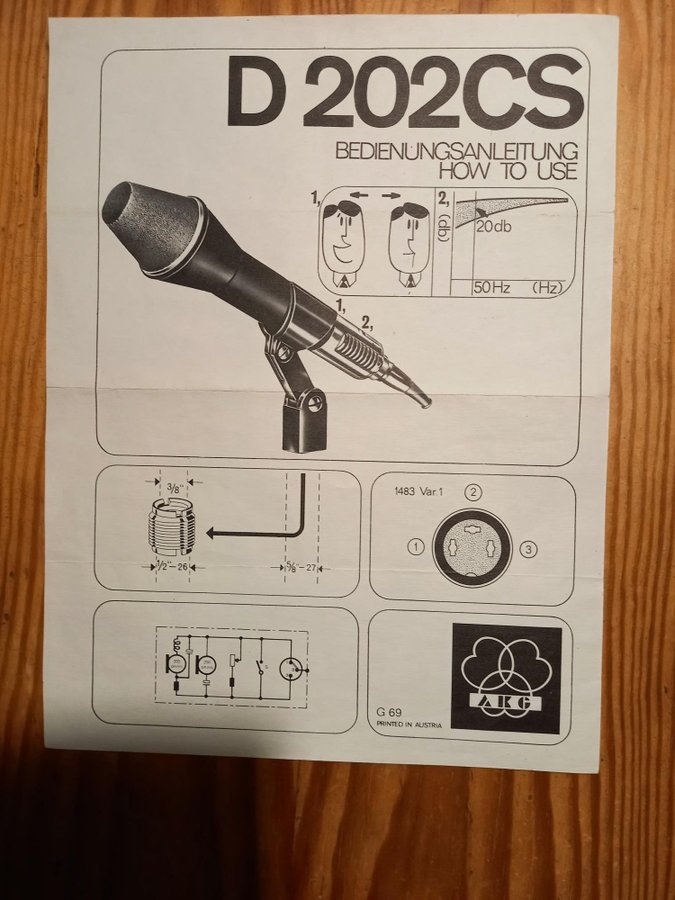 D 202CS
BEDIENUNGSANLEITUNG
HOW TO USE
1,
2,
(db)
20db
50Hz (Hz)
1,
2,
3/8"
1/2"-26
5/8"-27
1483 Var.1
2
1
3
AKG
G 69
PRINTED IN AUSTRIA